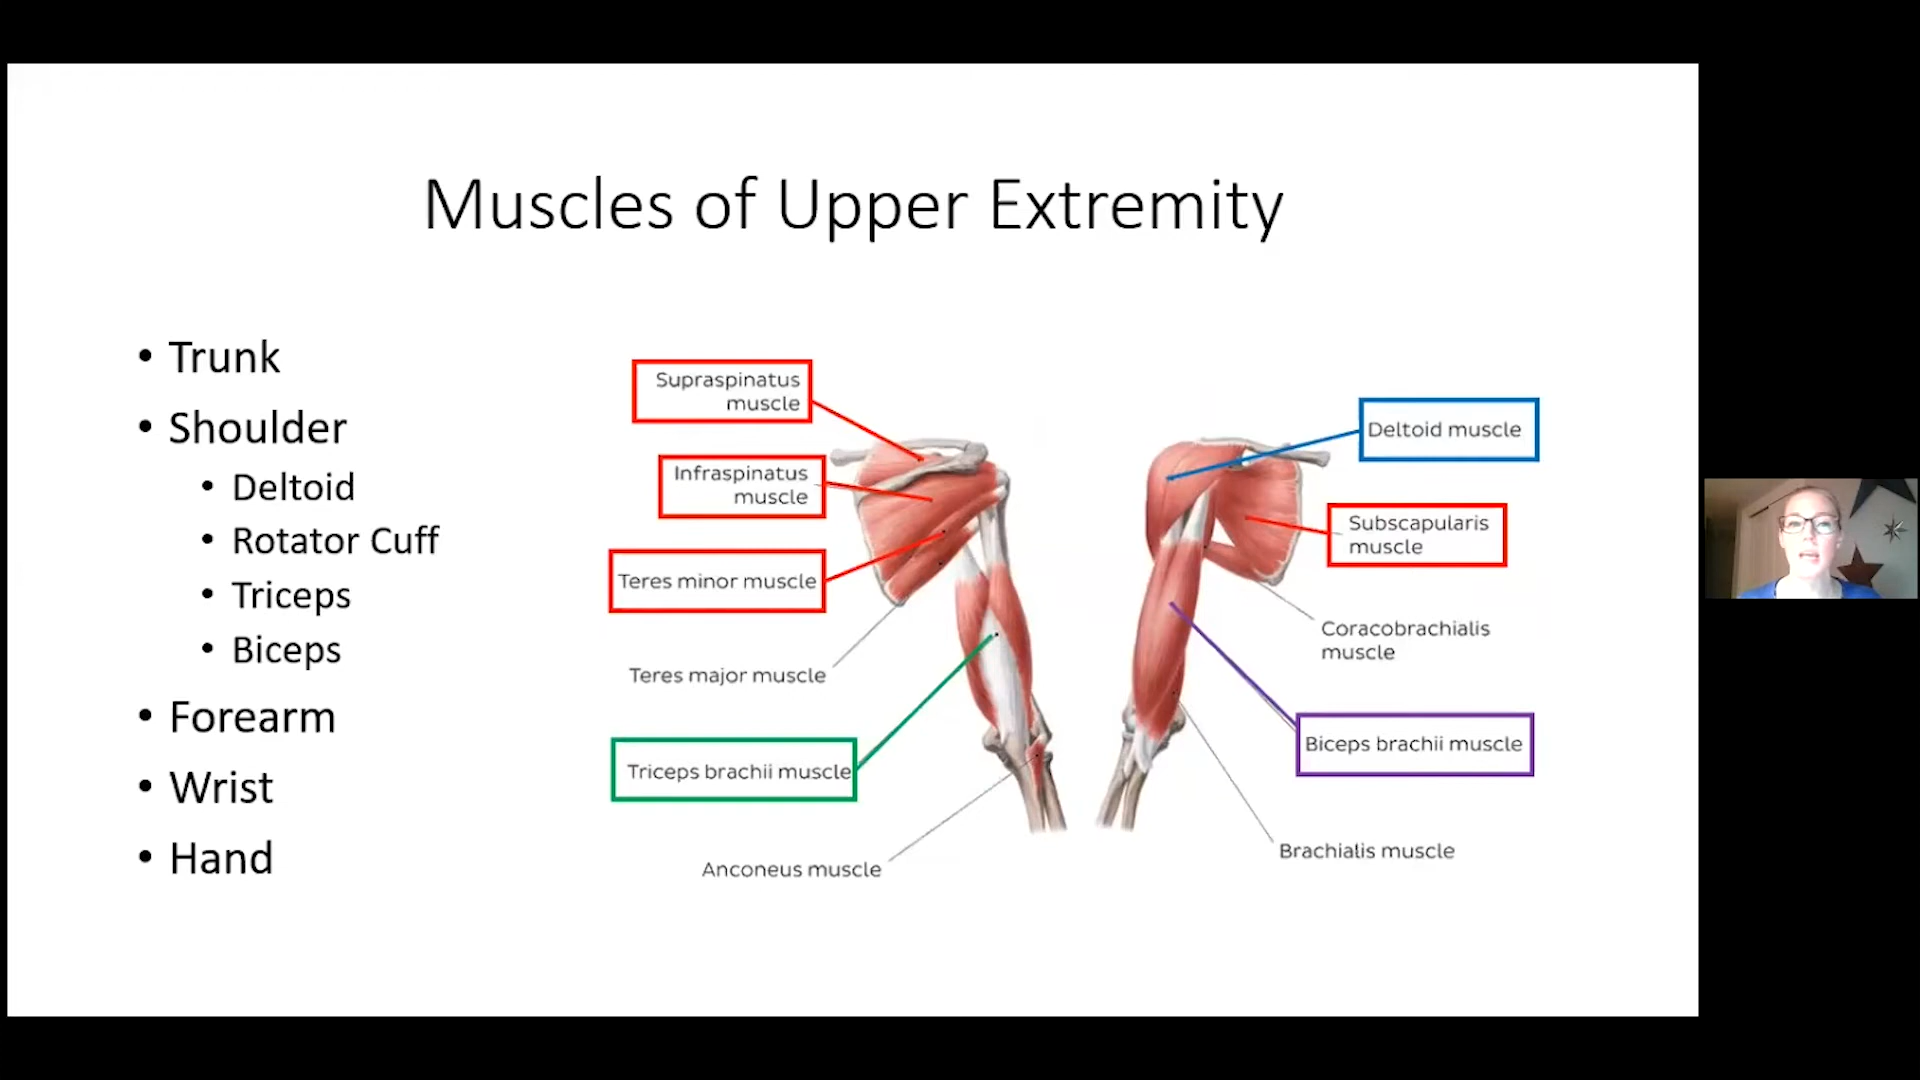 Muscles of Upper Extremity
• Trunk
• Shoulder
• Deltoid
• Rotator Cuff
• Triceps
• Biceps
• Forearm
• Wrist
• Hand
Supraspinatus
muscle
Infraspinatus
muscle
Teres minor muscle
Teres major muscle
Triceps brachii muscle
Anconeus muscle
Deltoid muscle
Subscapularis
muscle
Coracobrachialis
muscle
Biceps brachii muscle
Brachialis muscle